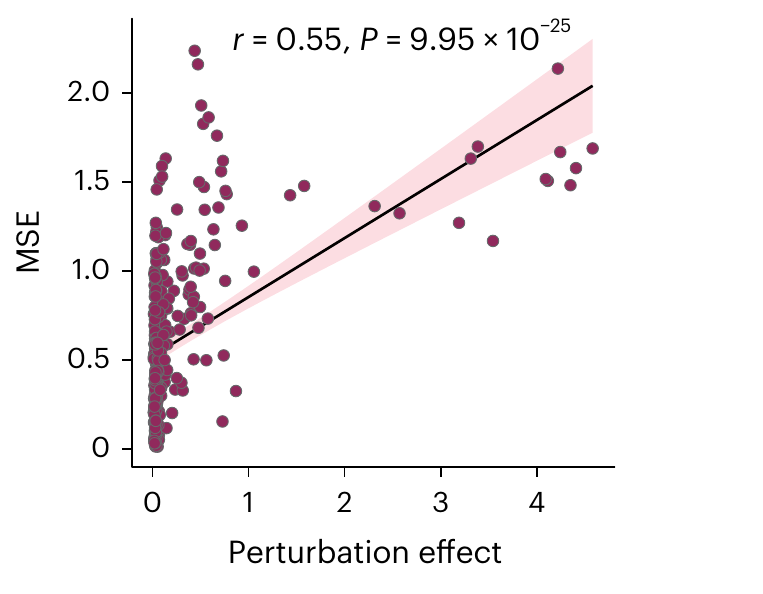 r = 0.55, P = 9.95 × 10⁻²⁵
MSE
2.0
1.5
1.0
0.5
0
0 1 2 3 4
Perturbation effect